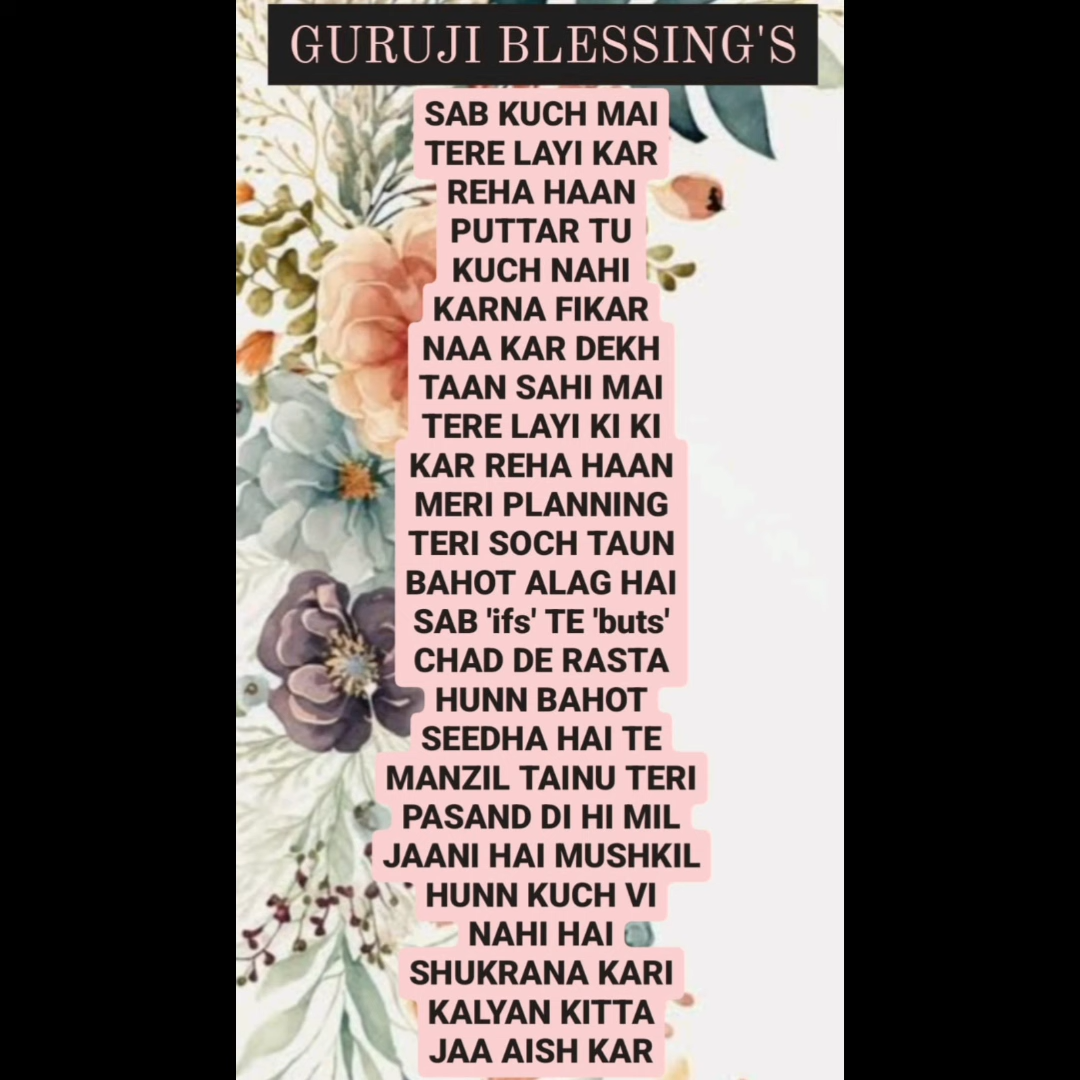 GURUJI BLESSING'S
SAB KUCH MAI
TERE LAYI KAR
REHA HAAN
PUTTAR TU
KUCH NAHI
KARNA FIKAR
NAA KAR DEKH
TAAN SAHI MAI
TERE LAYI KI KI
KAR REHA HAAN
MERI PLANNING
TERI SOCH TAUN
BAHOT ALAG HAI
SAB 'ifs' TE 'buts'
CHAD DE RASTA
HUNN BAHOT
SEEDHA HAI TE
MANZIL TAINU TERI
PASAND DI HI MIL
JAANI HAI MUSHKIL
HUNN KUCH VI
NAHI HAI
SHUKRANA KARI
KALYAN KITTA
JAA AISH KAR